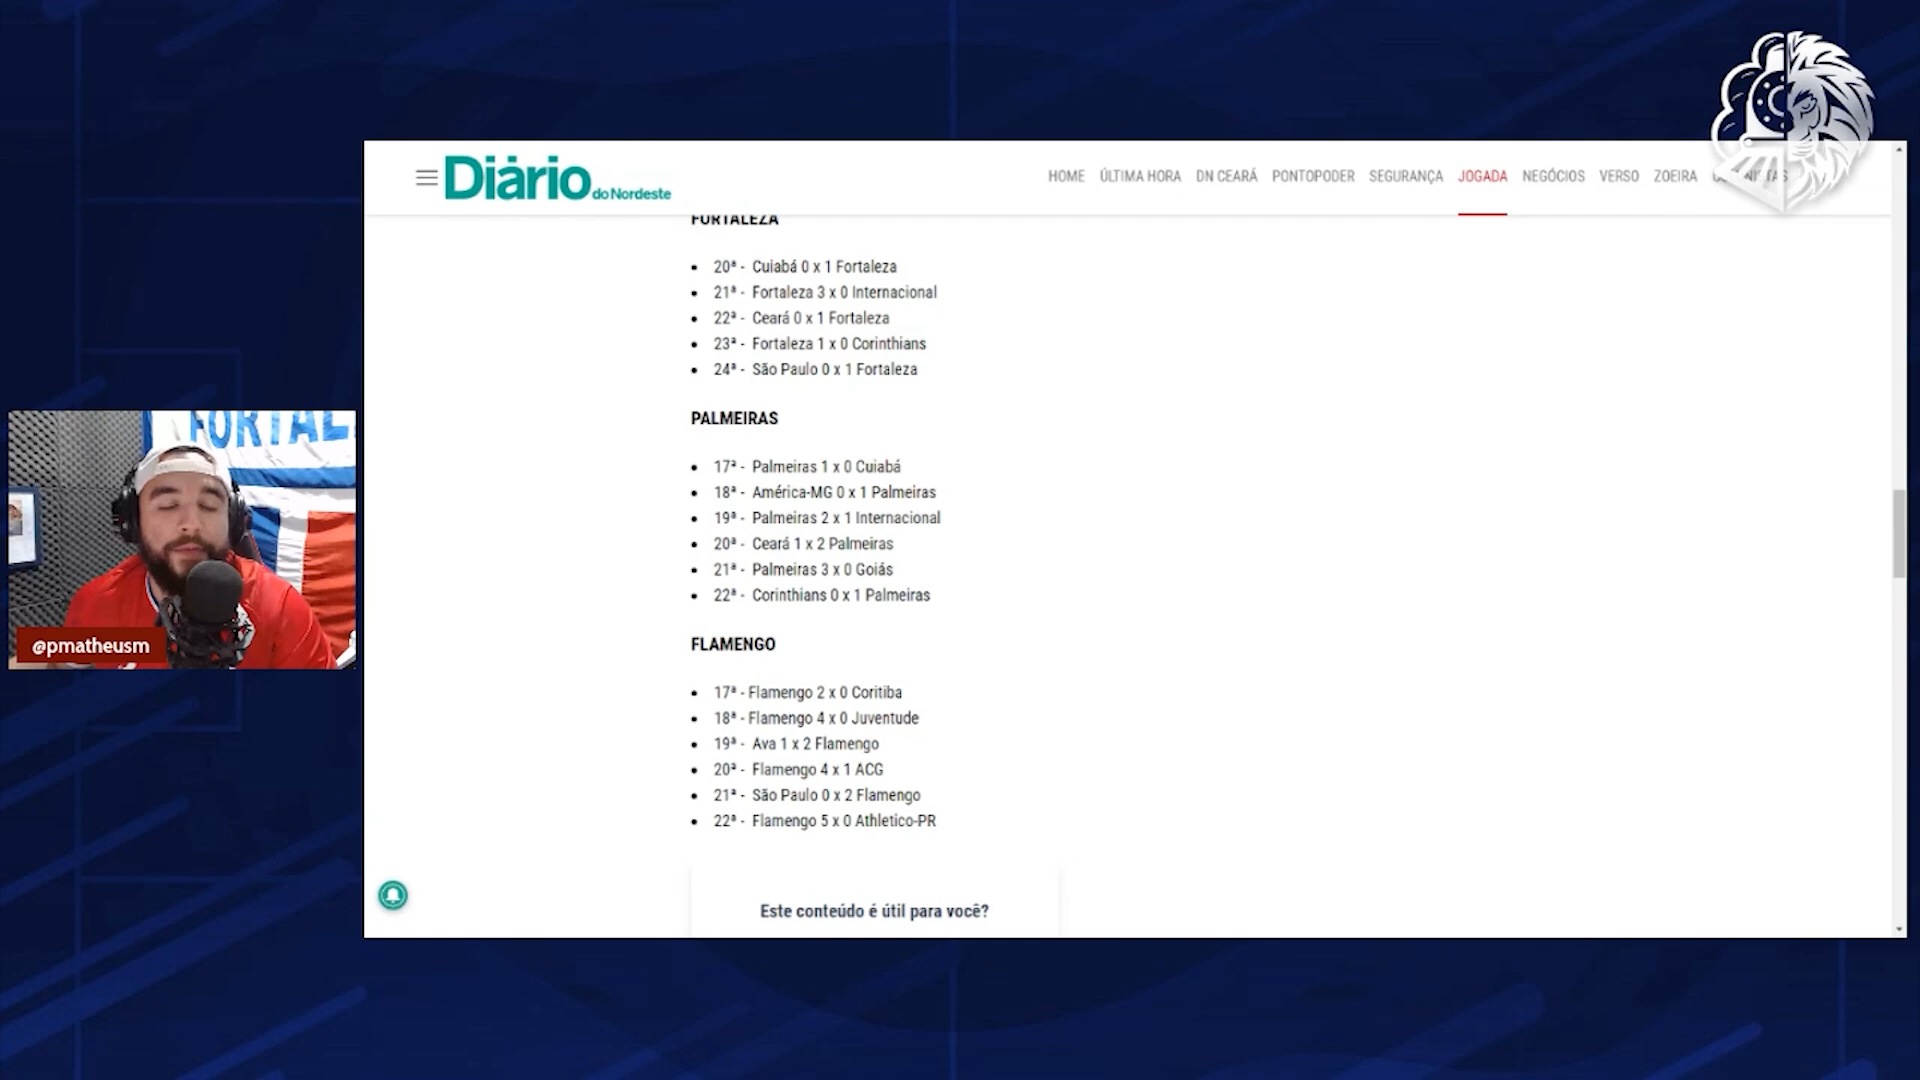 Diário do Nordeste
HOME ÚLTIMA HORA DN CEARÁ PONTOPODER SEGURANÇA JOGADA NEGÓCIOS VERSO ZOEIRA
FORTALEZA
20ª - Cuiabá 0 x 1 Fortaleza
21ª - Fortaleza 3 x 0 Internacional
22ª - Ceará 0 x 1 Fortaleza
23ª - Fortaleza 1 x 0 Corinthians
24ª - São Paulo 0 x 1 Fortaleza
PALMEIRAS
17ª - Palmeiras 1 x 0 Cuiabá
18ª - América-MG 0 x 1 Palmeiras
19ª - Palmeiras 2 x 1 Internacional
20ª - Ceará 1 x 2 Palmeiras
21ª - Palmeiras 3 x 0 Goiás
22ª - Corinthians 0 x 1 Palmeiras
FLAMENGO
17ª - Flamengo 2 x 0 Coritiba
18ª - Flamengo 4 x 0 Juventude
19ª - Ava 1 x 2 Flamengo
20ª - Flamengo 4 x 1 ACG
21ª - São Paulo 0 x 2 Flamengo
22ª - Flamengo 5 x 0 Athletico-PR
Este conteúdo é útil para você?
FORTAL
@pmatheusm